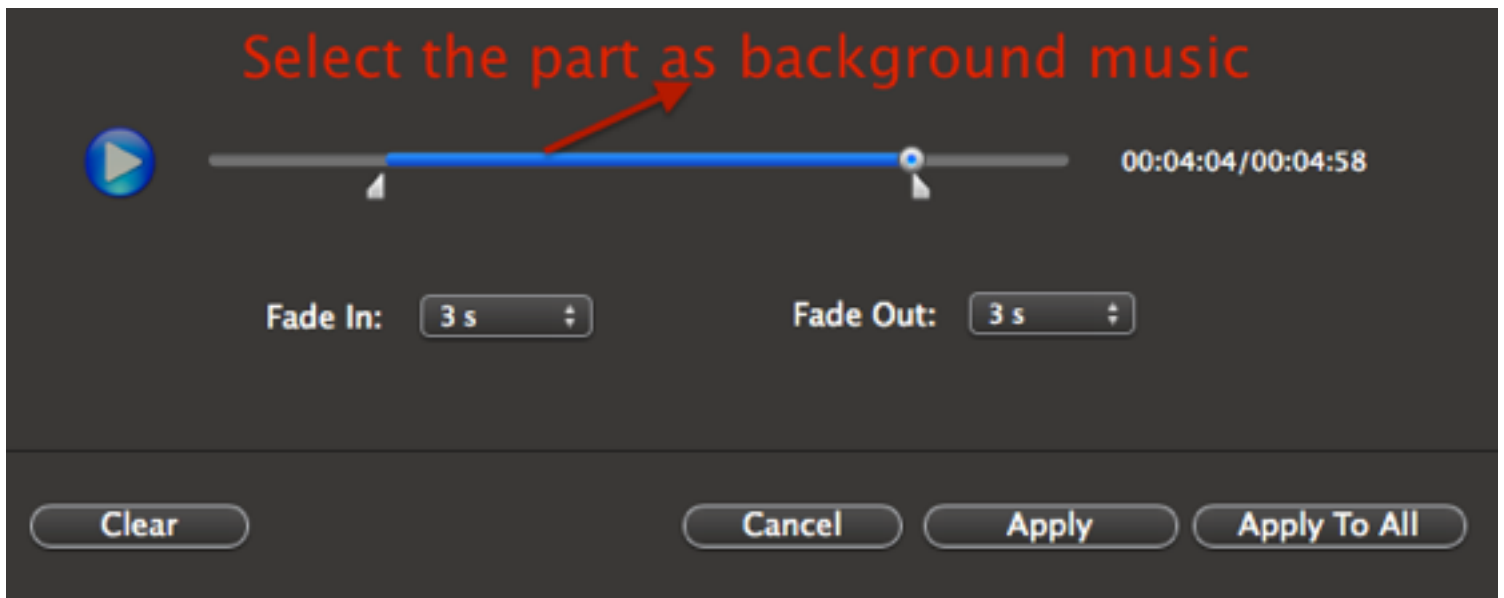 Select the part as background music
00:04:04/00:04:58
Fade In: 3 s Fade Out: 3 s
Clear Cancel Apply Apply To All